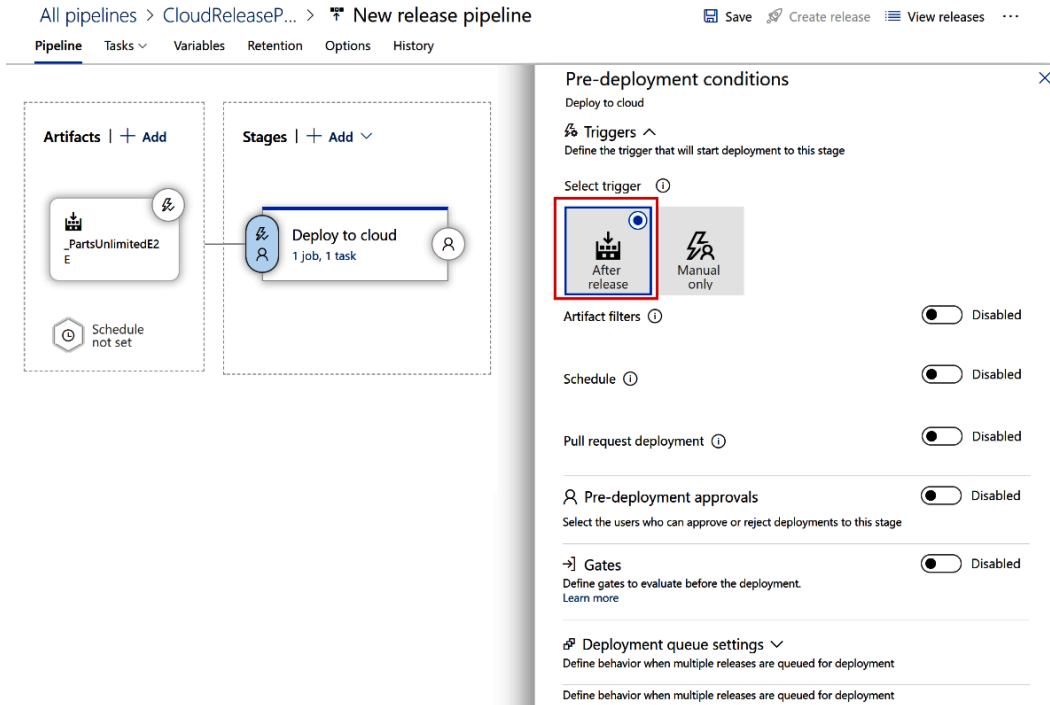 All pipelines > CloudReleaseP... > New release pipeline
Save Create release View releases ...
Pipeline Tasks Variables Retention Options History
Artifacts | + Add
Stages | + Add
_PartsUnlimitedE2
E
Schedule
not set
Deploy to cloud
1 job, 1 task
Pre-deployment conditions
Deploy to cloud
Triggers
Define the trigger that will start deployment to this stage
Select trigger
After
release
Manual
only
Artifact filters
Disabled
Schedule
Disabled
Pull request deployment
Disabled
Pre-deployment approvals
Disabled
Select the users who can approve or reject deployments to this stage
Gates
Disabled
Define gates to evaluate before the deployment.
Learn more
Deployment queue settings
Define behavior when multiple releases are queued for deployment
Define behavior when multiple releases are queued for deployment